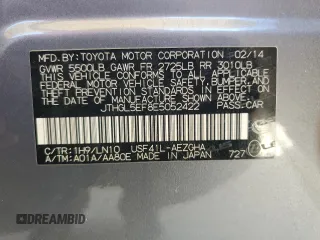 MFD.BY:TOYOTA MOTOR CORPORATION 02/14
GVWR 5500LB GAWR FR 2725LB RR 3010LB
THIS VEHICLE CONFORMS TO ALL APPLICABLE
FEDERAL MOTOR VEHICLE SAFETY, BUMPER, AND
THEFT PREVENTION STANDARDS IN EFFECT ON
THE DATE OF MANUFACTURE SHOWN ABOVE.
JTHGL5EF8E5052422 PASS.CAR
C/TR:1H9/LN10 USF41L-AEZGHA
A/TM:A01A/AA80E MADE IN JAPAN 727
DREAMBID.COM